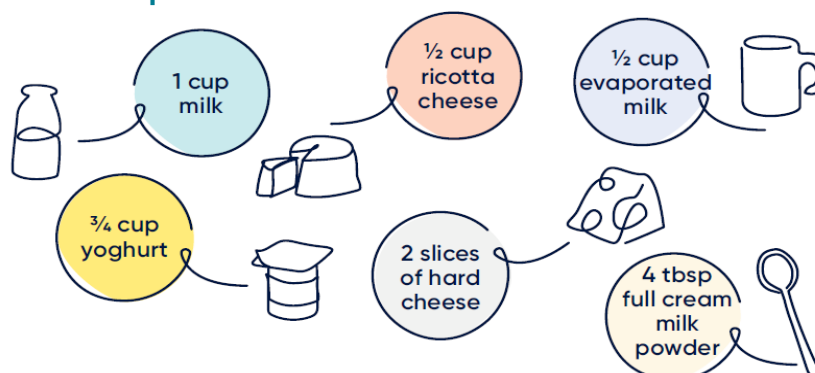 1 cup
milk
½ cup
ricotta
cheese
½ cup
evaporated
milk
¾ cup
yoghurt
2 slices
of hard
cheese
4 tbsp
full cream
milk
powder